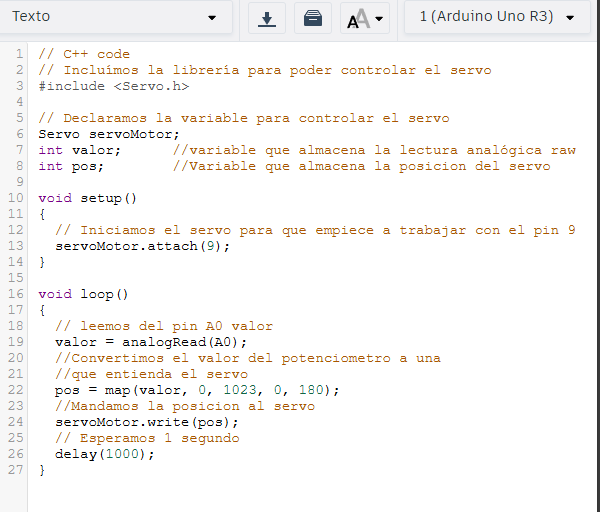 Texto
1 (Arduino Uno R3)
1 // C++ code
2 // Incluímos la librería para poder controlar el servo
3 #include <Servo.h>
4
5 // Declaramos la variable para controlar el servo
6 Servo servoMotor;
7 int valor;      //variable que almacena la lectura analógica raw
8 int pos;        //Variable que almacena la posicion del servo
9
10 void setup()
11 {
12   // Iniciamos el servo para que empiece a trabajar con el pin 9
13   servoMotor.attach(9);
14 }
15
16 void loop()
17 {
18   // leemos del pin A0 valor
19   valor = analogRead(A0);
20   //Convertimos el valor del potenciometro a una
21   //que entienda el servo
22   pos = map(valor, 0, 1023, 0, 180);
23   //Mandamos la posicion al servo
24   servoMotor.write(pos);
25   // Esperamos 1 segundo
26   delay(1000);
27 }